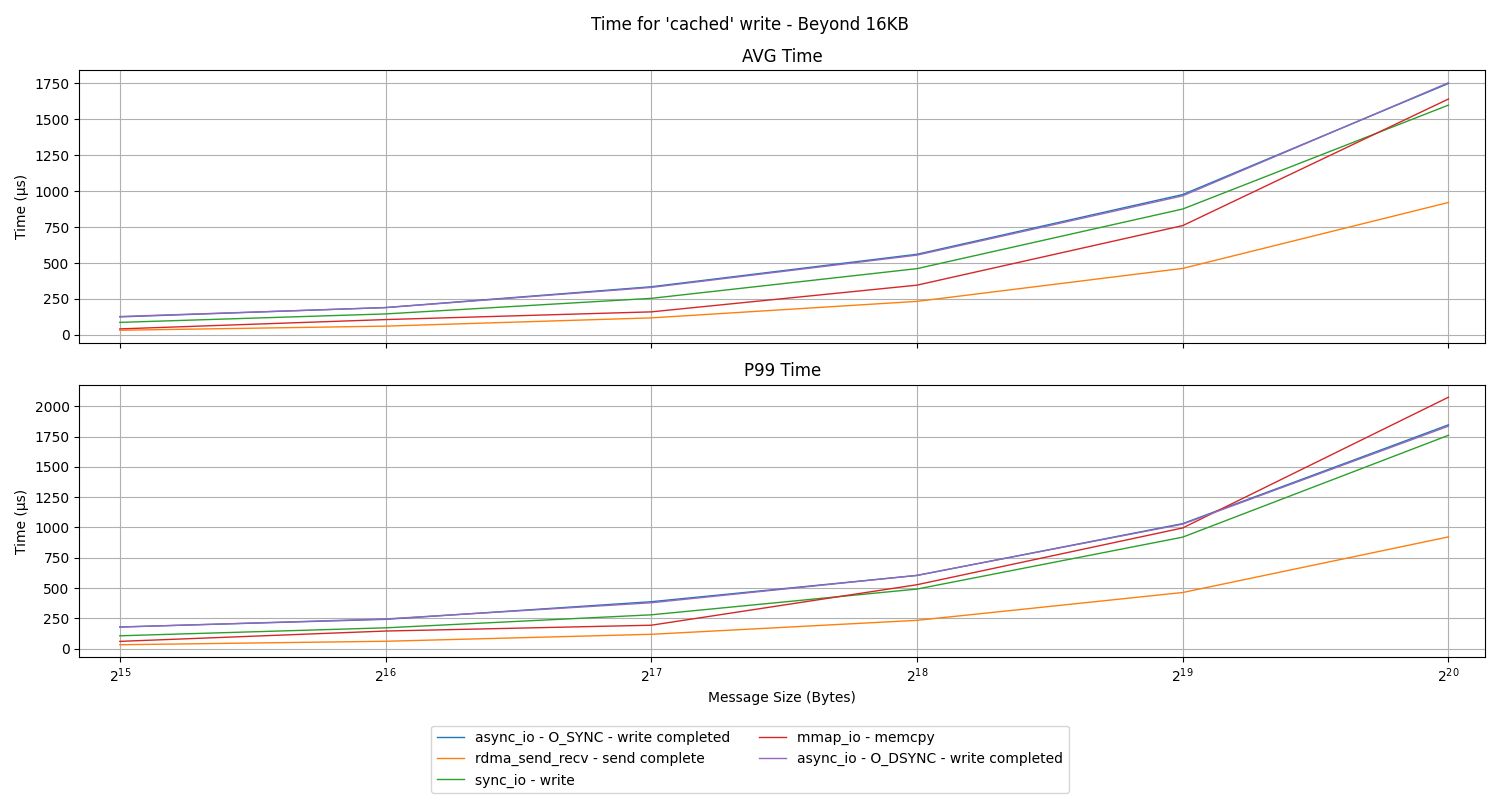 Time for 'cached' write - Beyond 16KB
AVG Time
1750
1500
1250
1000
750
500
250
0
Time (μs)
P99 Time
2000
1750
1500
1250
1000
750
500
250
0
Time (μs)
2^15 2^16 2^17 2^18 2^19 2^20
Message Size (Bytes)
async_io - O_SYNC - write completed
rdma_send_recv - send complete
sync_io - write
mmap_io - memcpy
async_io - O_DSYNC - write completed